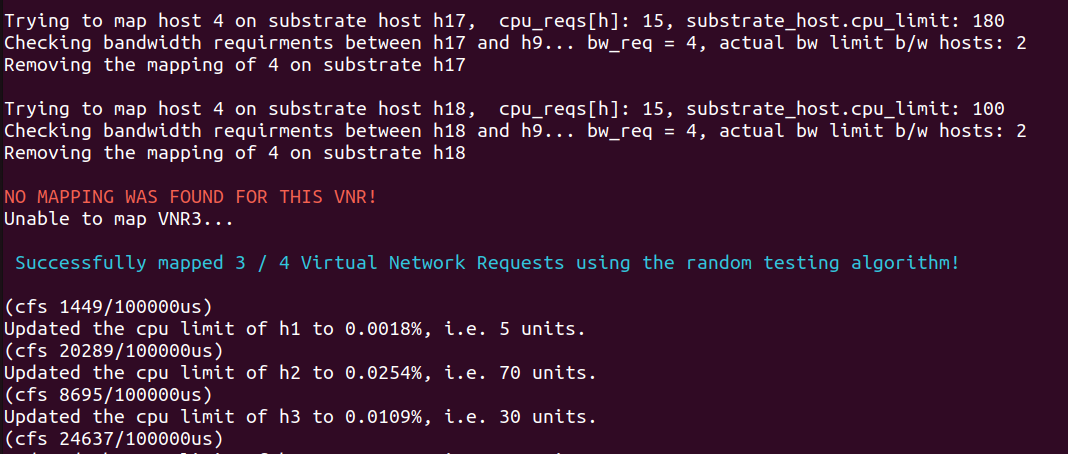 Trying to map host 4 on substrate host h17,  cpu_reqs[h]: 15, substrate_host.cpu_limit: 180
Checking bandwidth requirments between h17 and h9... bw_req = 4, actual bw limit b/w hosts: 2
Removing the mapping of 4 on substrate h17
Trying to map host 4 on substrate host h18,  cpu_reqs[h]: 15, substrate_host.cpu_limit: 100
Checking bandwidth requirments between h18 and h9... bw_req = 4, actual bw limit b/w hosts: 2
Removing the mapping of 4 on substrate h18
NO MAPPING WAS FOUND FOR THIS VNR!
Unable to map VNR3...
Successfully mapped 3 / 4 Virtual Network Requests using the random testing algorithm!
(cfs 1449/100000us)
Updated the cpu limit of h1 to 0.0018%, i.e. 5 units.
(cfs 20289/100000us)
Updated the cpu limit of h2 to 0.0254%, i.e. 70 units.
(cfs 8695/100000us)
Updated the cpu limit of h3 to 0.0109%, i.e. 30 units.
(cfs 24637/100000us)